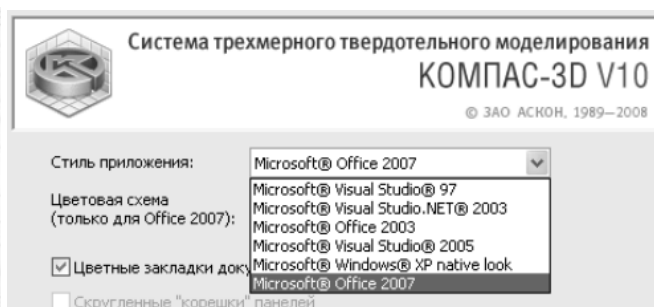 Система трехмерного твердотельного моделирования
КОМПАС-3D V10
© ЗАО АСКОН, 1989—2008
Стиль приложения:
Microsoft® Office 2007
Цветовая схема
(только для Office 2007):
Microsoft® Visual Studio® 97
Microsoft® Visual Studio.NET® 2003
Microsoft® Office 2003
Microsoft® Visual Studio® 2005
Microsoft® Windows® XP native look
Microsoft® Office 2007
Цветные закладки
Скругленные "корешки" панелей